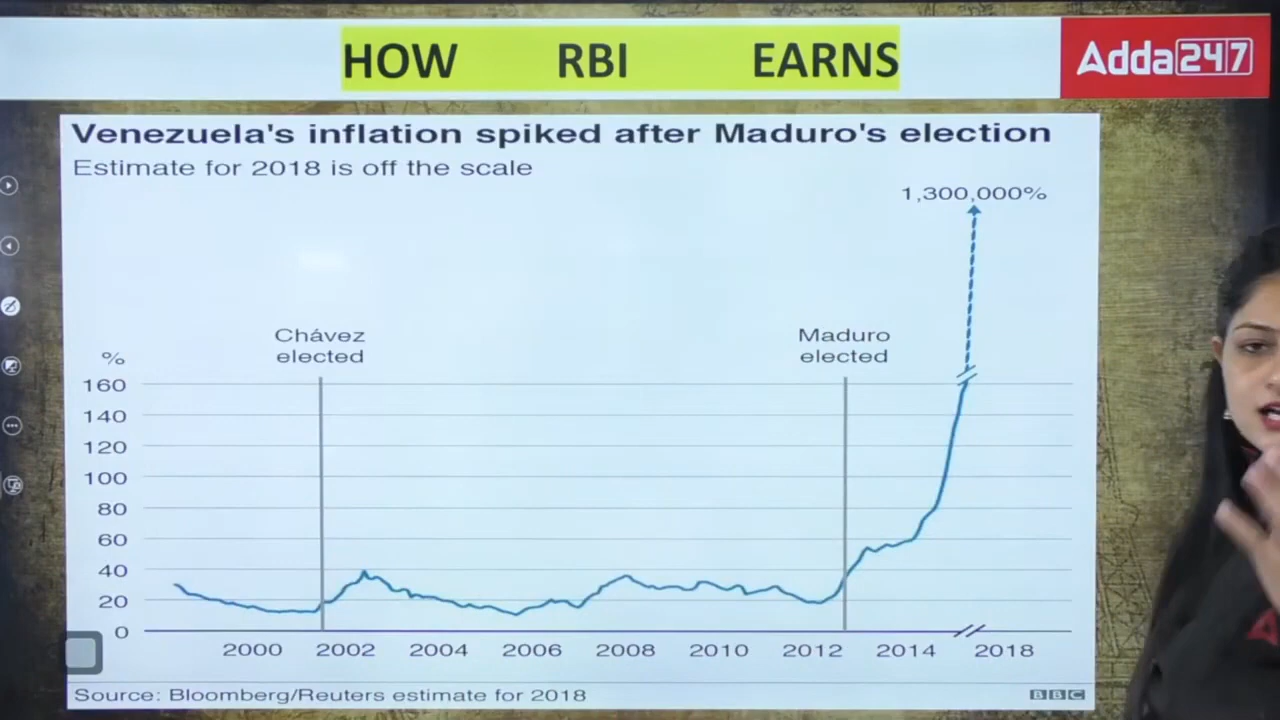 HOW RBI EARNS
Adda247
Venezuela's inflation spiked after Maduro's election
Estimate for 2018 is off the scale
1,300,000%
Chávez
elected
Maduro
elected
%
160
140
120
100
80
60
40
20
0
2000 2002 2004 2006 2008 2010 2012 2014 2018
Source: Bloomberg/Reuters estimate for 2018
BBC